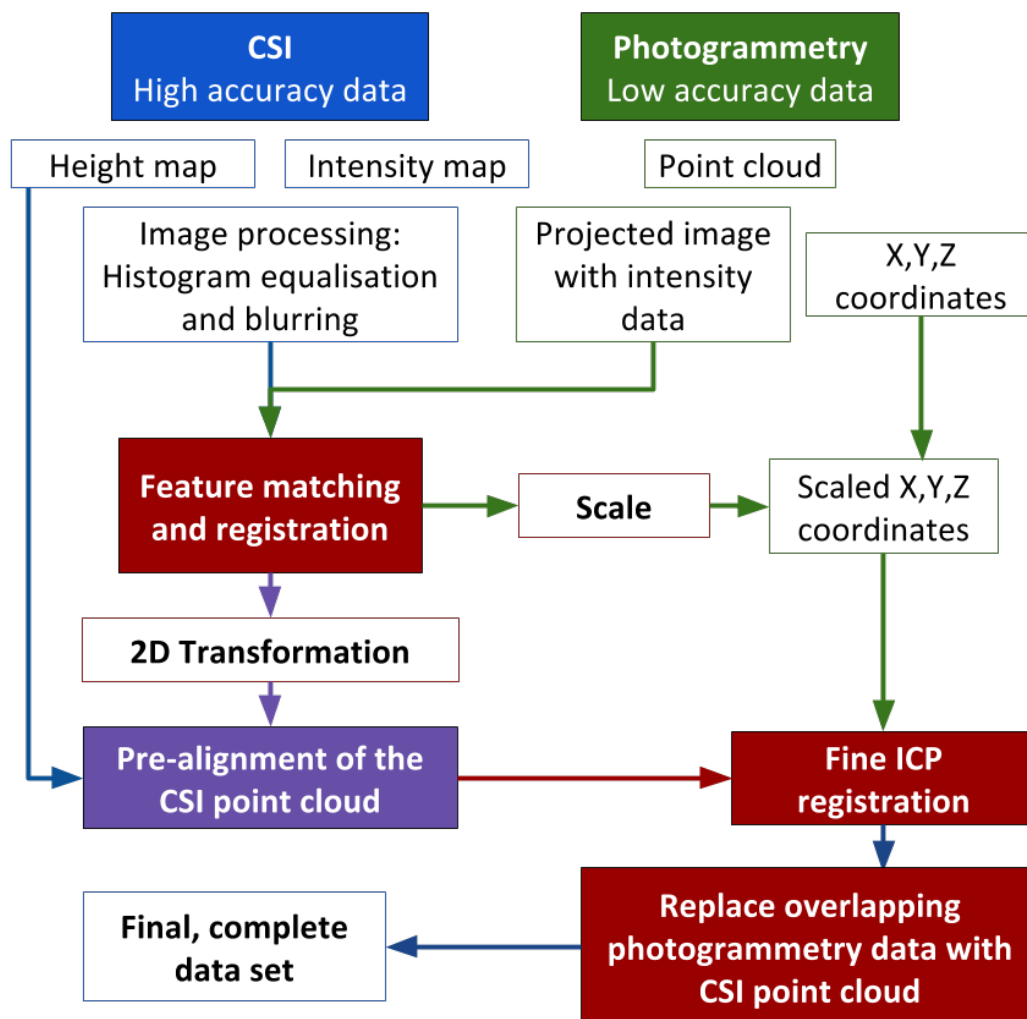 CSI
High accuracy data
Photogrammetry
Low accuracy data
Height map
Intensity map
Point cloud
Image processing:
Histogram equalisation
and blurring
Projected image
with intensity
data
X,Y,Z
coordinates
Feature matching
and registration
Scale
Scaled X,Y,Z
coordinates
2D Transformation
Pre-alignment of the
CSI point cloud
Fine ICP
registration
Replace overlapping
photogrammetry data with
CSI point cloud
Final, complete
data set